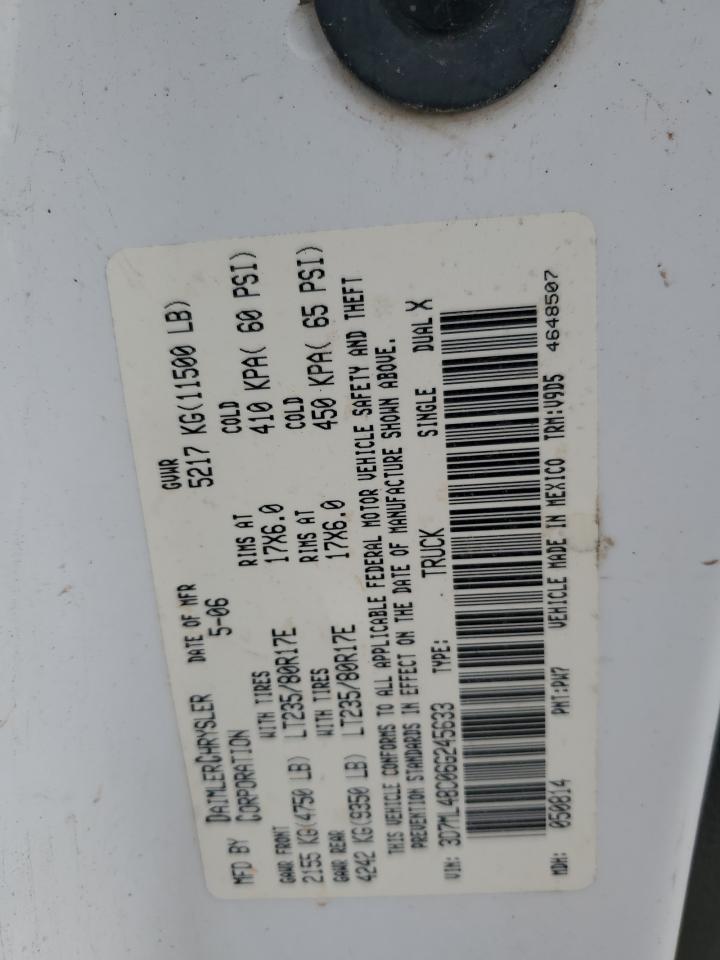 MFD BY DAIMLERCHRYSLER DATE OF MFR GVWR
CORPORATION 5-06 5217 KG(11500 LB)
GAWR FRONT WITH TIRES RIMS AT COLD
2155 KG(4750 LB) LT235/80R17E 17X6.0 410 KPA( 60 PSI)
GAWR REAR WITH TIRES RIMS AT COLD
4242 KG(9350 LB) LT235/80R17E 17X6.0 450 KPA( 65 PSI)
THIS VEHICLE CONFORMS TO ALL APPLICABLE FEDERAL MOTOR VEHICLE SAFETY AND THEFT
PREVENTION STANDARDS IN EFFECT ON THE DATE OF MANUFACTURE SHOWN ABOVE.
VIN: 3D7ML48C06G245633 TYPE: TRUCK SINGLE DUAL X
MDH: 050814 PNT:PW7 VEHICLE MADE IN MEXICO TRM:V9D5 4648507